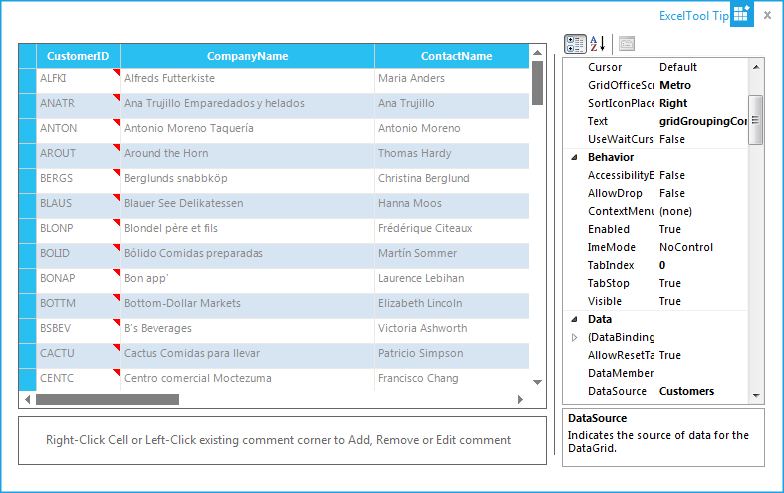 ExcelTool Tip
CustomerID CompanyName ContactName
ALFKI Alfreds Futterkiste Maria Anders
ANATR Ana Trujillo Emparedados y helados Ana Trujillo
ANTON Antonio Moreno Taquería Antonio Moreno
AROUT Around the Horn Thomas Hardy
BERGS Berglunds snabbköp Christina Berglund
BLAUS Blauer See Delikatessen Hanna Moos
BLONP Blondel père et fils Frédérique Citeaux
BOLID Bólido Comidas preparadas Martín Sommer
BONAP Bon app' Laurence Lebihan
BOTTM Bottom-Dollar Markets Elizabeth Lincoln
BSBEV B's Beverages Victoria Ashworth
CACTU Cactus Comidas para llevar Patricio Simpson
CENTC Centro comercial Moctezuma Francisco Chang
Right-Click Cell or Left-Click existing comment corner to Add, Remove or Edit comment
A
Z
Cursor Default
GridOfficeScr Metro
SortIconPlace Right
Text gridGroupingCon
UseWaitCurs False
Behavior
AccessibilityE False
AllowDrop False
ContextMenu (none)
Enabled True
ImeMode NoControl
TabIndex 0
TabStop True
Visible True
Data
(DataBinding
AllowResetTa True
DataMember
DataSource Customers
DataSource
Indicates the source of data for the
DataGrid.